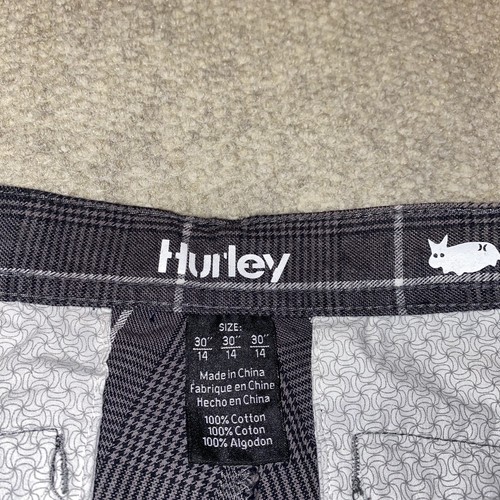 Hurley
SIZE:
30" 30" 30"
14 14 14
Made in China
Fabrique en Chine
Hecho en China
100% Cotton
100% Coton
100% Algodon